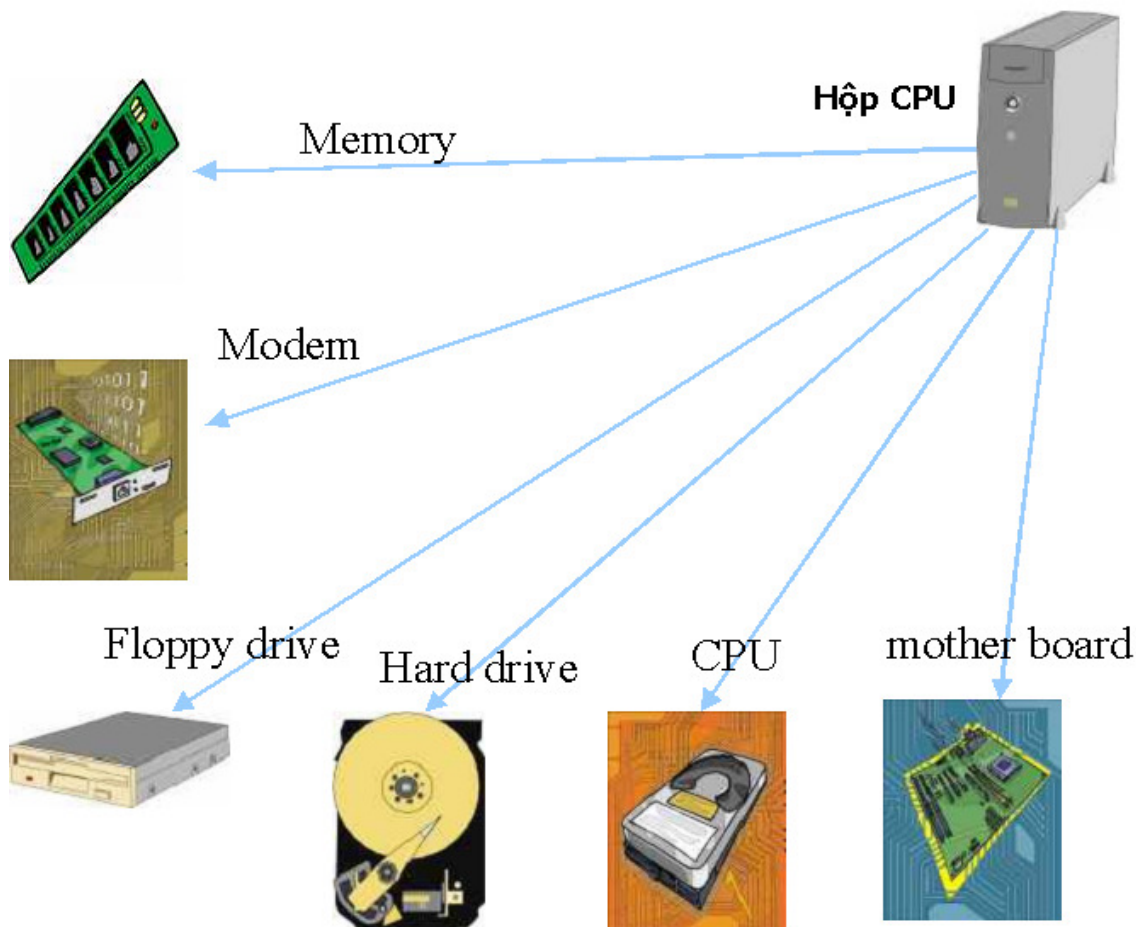 Hộp CPU
Memory
Modem
Floppy drive
Hard drive
CPU
mother board